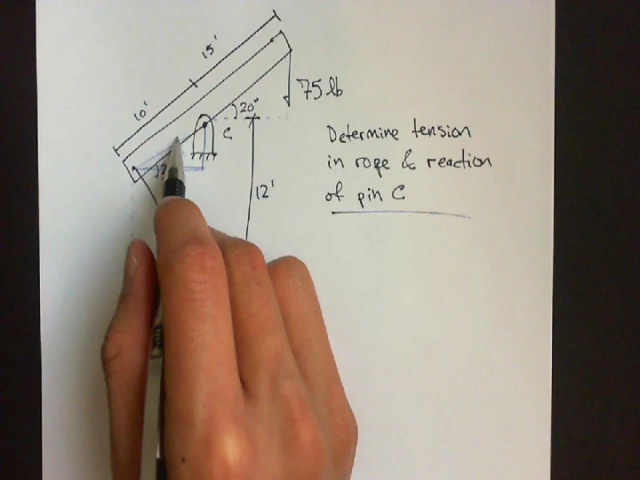 15'
10'
20°
75 lb
C
12'
Determine tension
in rope & reaction
of pin C